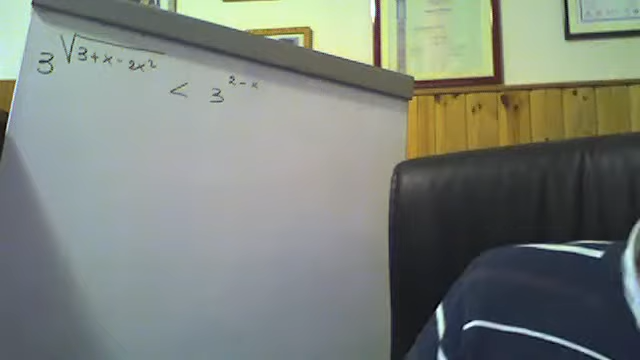 3^√(3+x-2x²) < 3^(2-x)